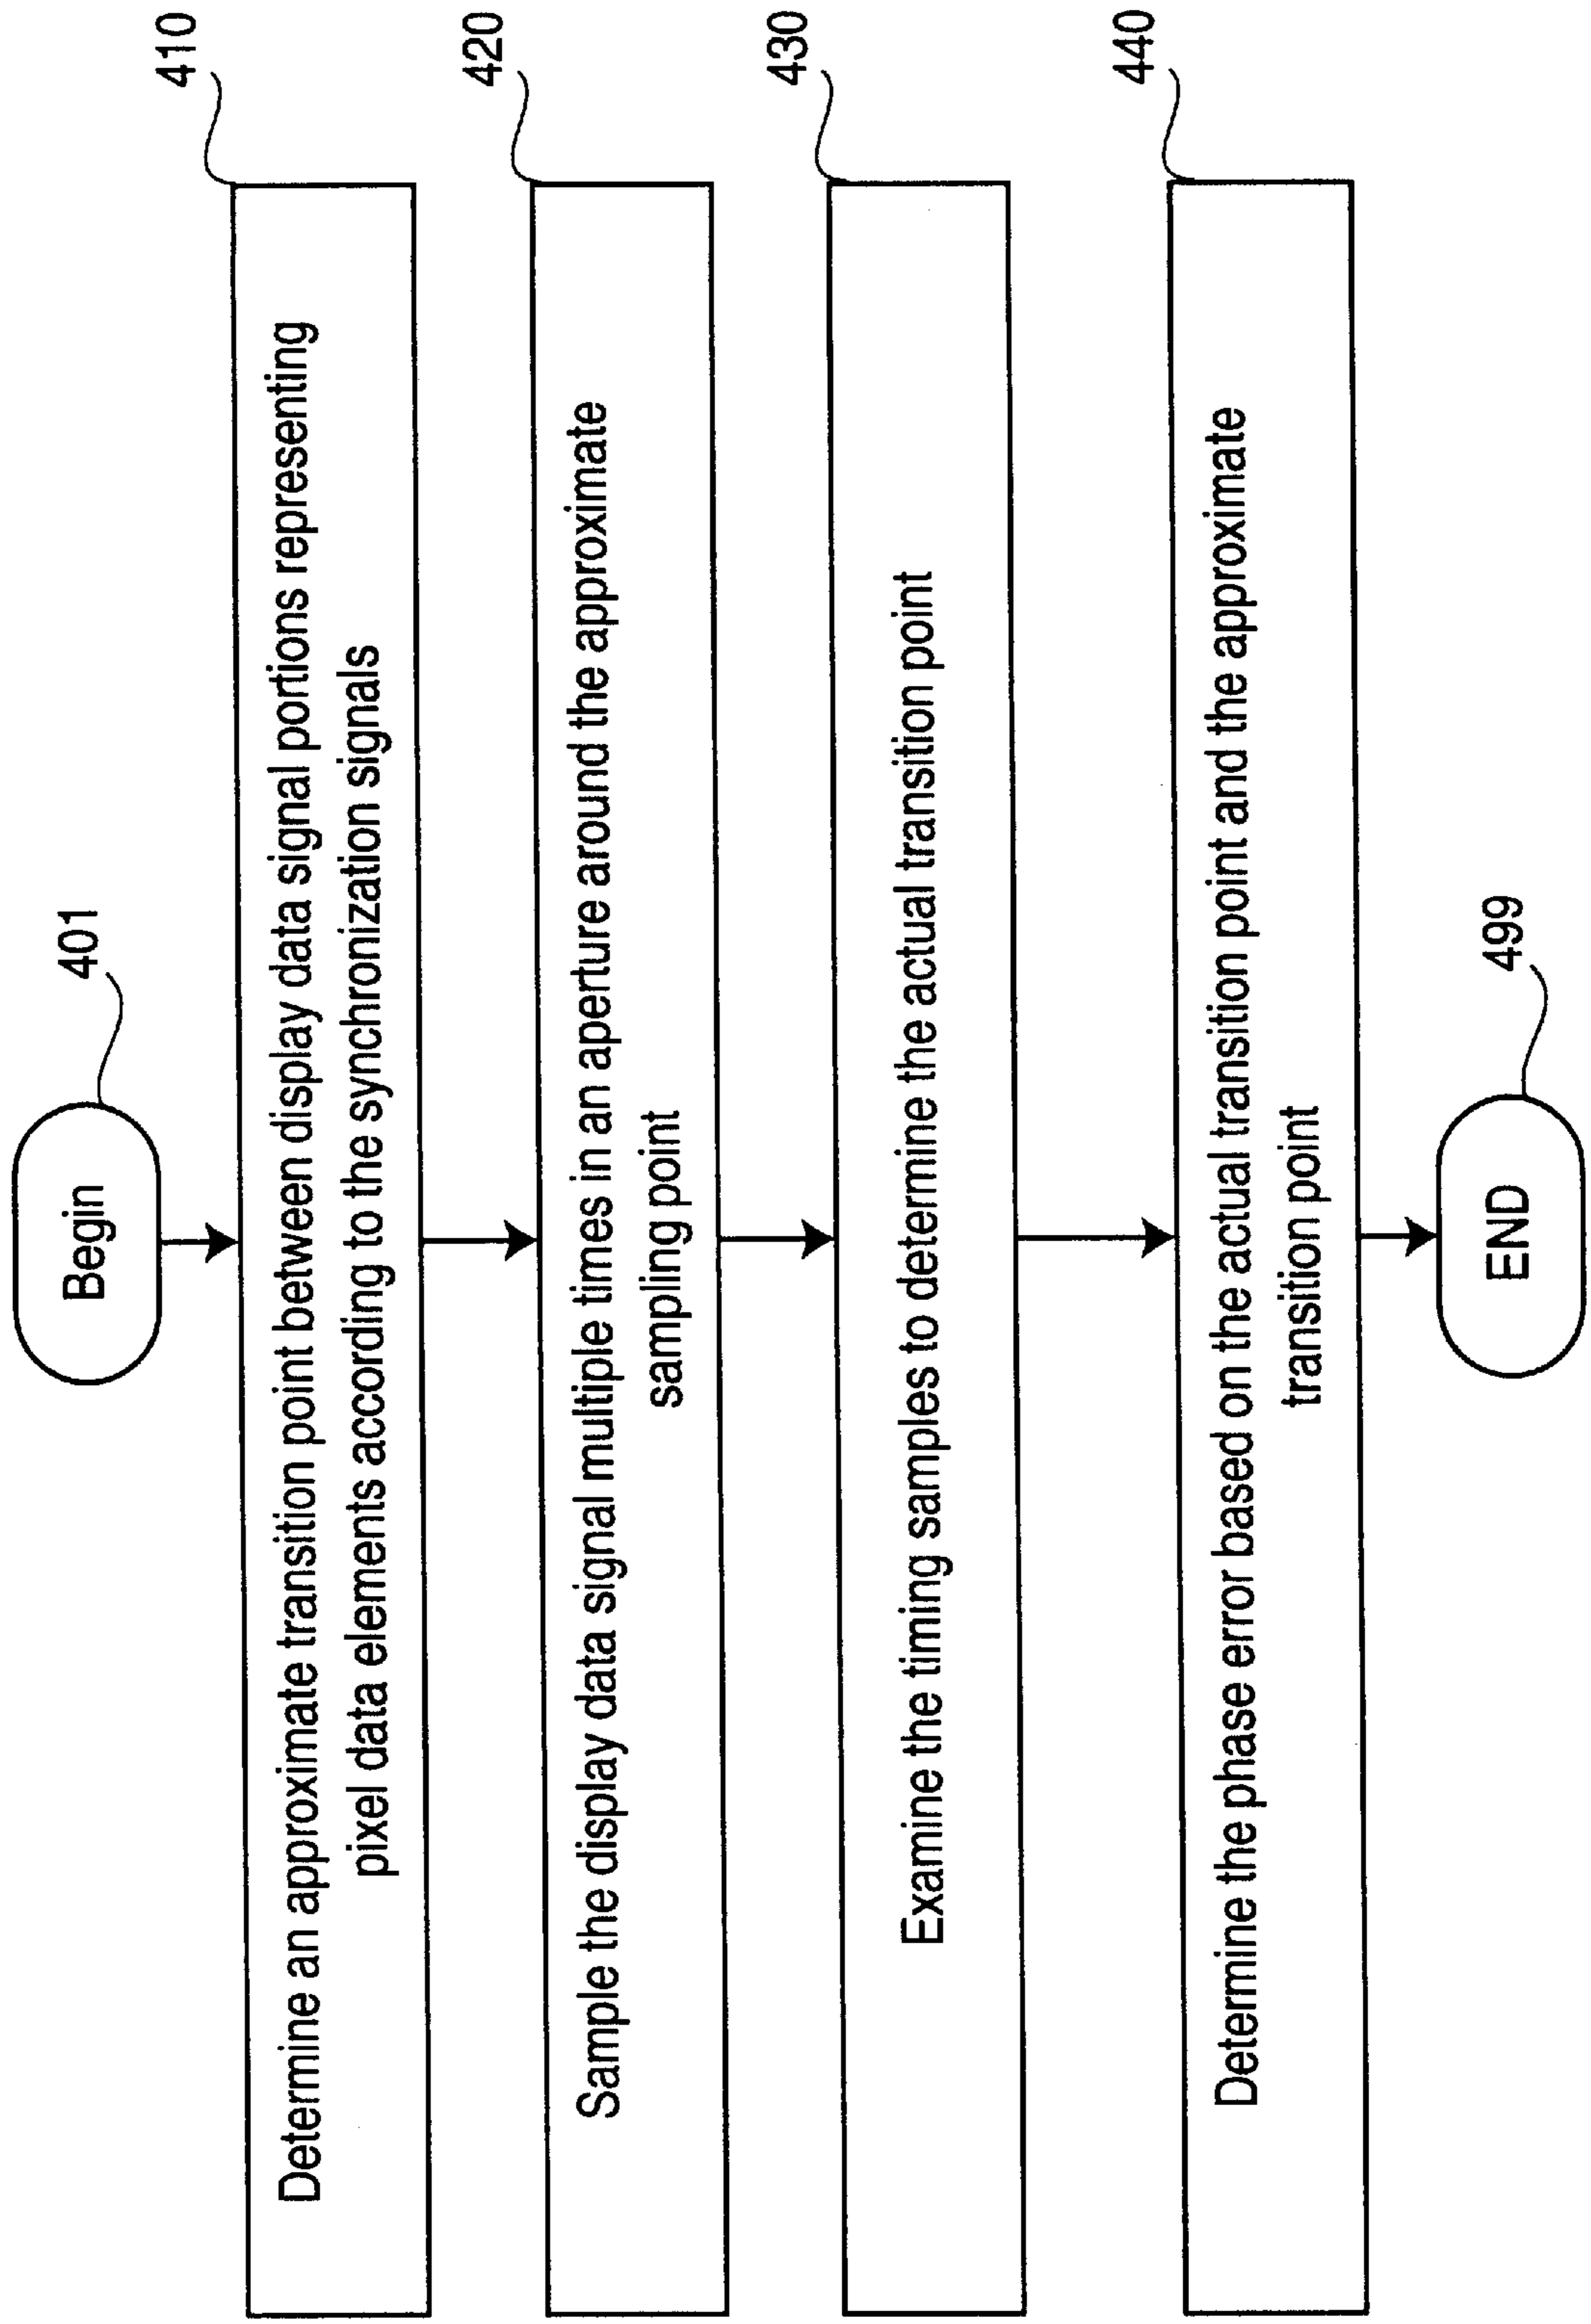 Begin
401
410
Determine an approximate transition point between display data signal portions representing
pixel data elements according to the synchronization signals
420
Sample the display data signal multiple times in an aperture around the approximate
sampling point
430
Examine the timing samples to determine the actual transition point
440
Determine the phase error based on the actual transition point and the approximate
transition point
END
499